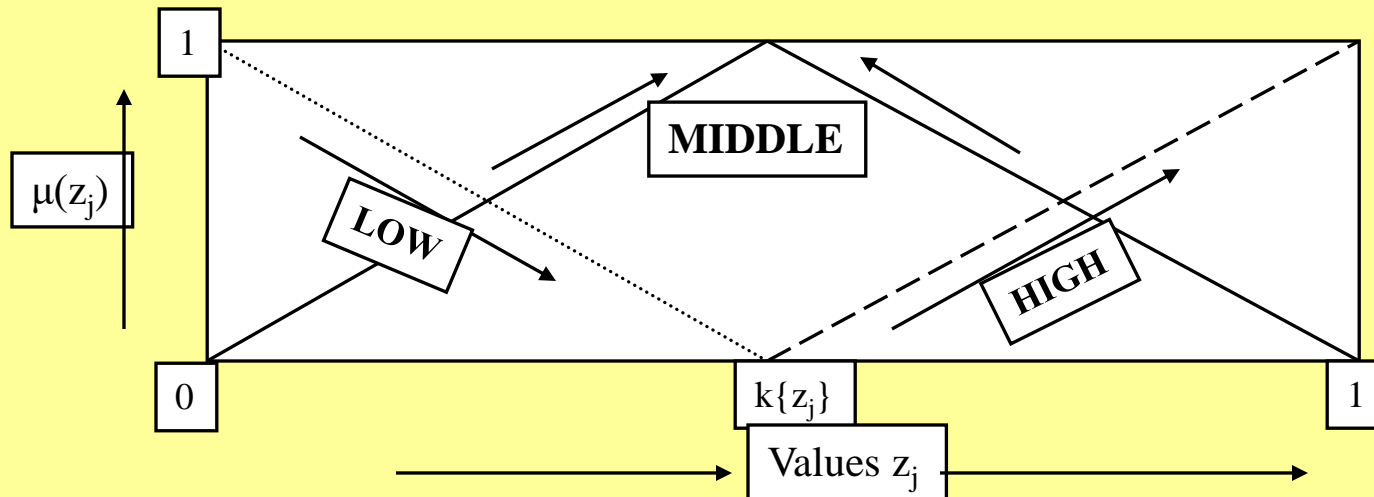 1
MIDDLE
μ(zj)
LOW
HIGH
0
k{zj}
1
Values zj